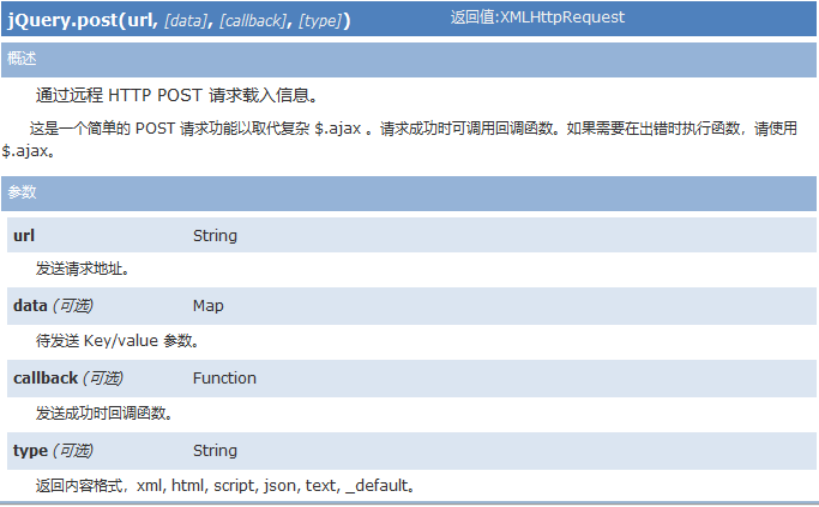 jQuery.post(url, [data], [callback], [type]) 返回值:XMLHttpRequest
概述
通过远程 HTTP POST 请求载入信息。
这是一个简单的 POST 请求功能以取代复杂 $.ajax 。请求成功时可调用回调函数。如果需要在出错时执行函数，请使用
$.ajax。
参数
url String
发送请求地址。
data (可选) Map
待发送 Key/value 参数。
callback (可选) Function
发送成功时回调函数。
type (可选) String
返回内容格式，xml, html, script, json, text, _default。